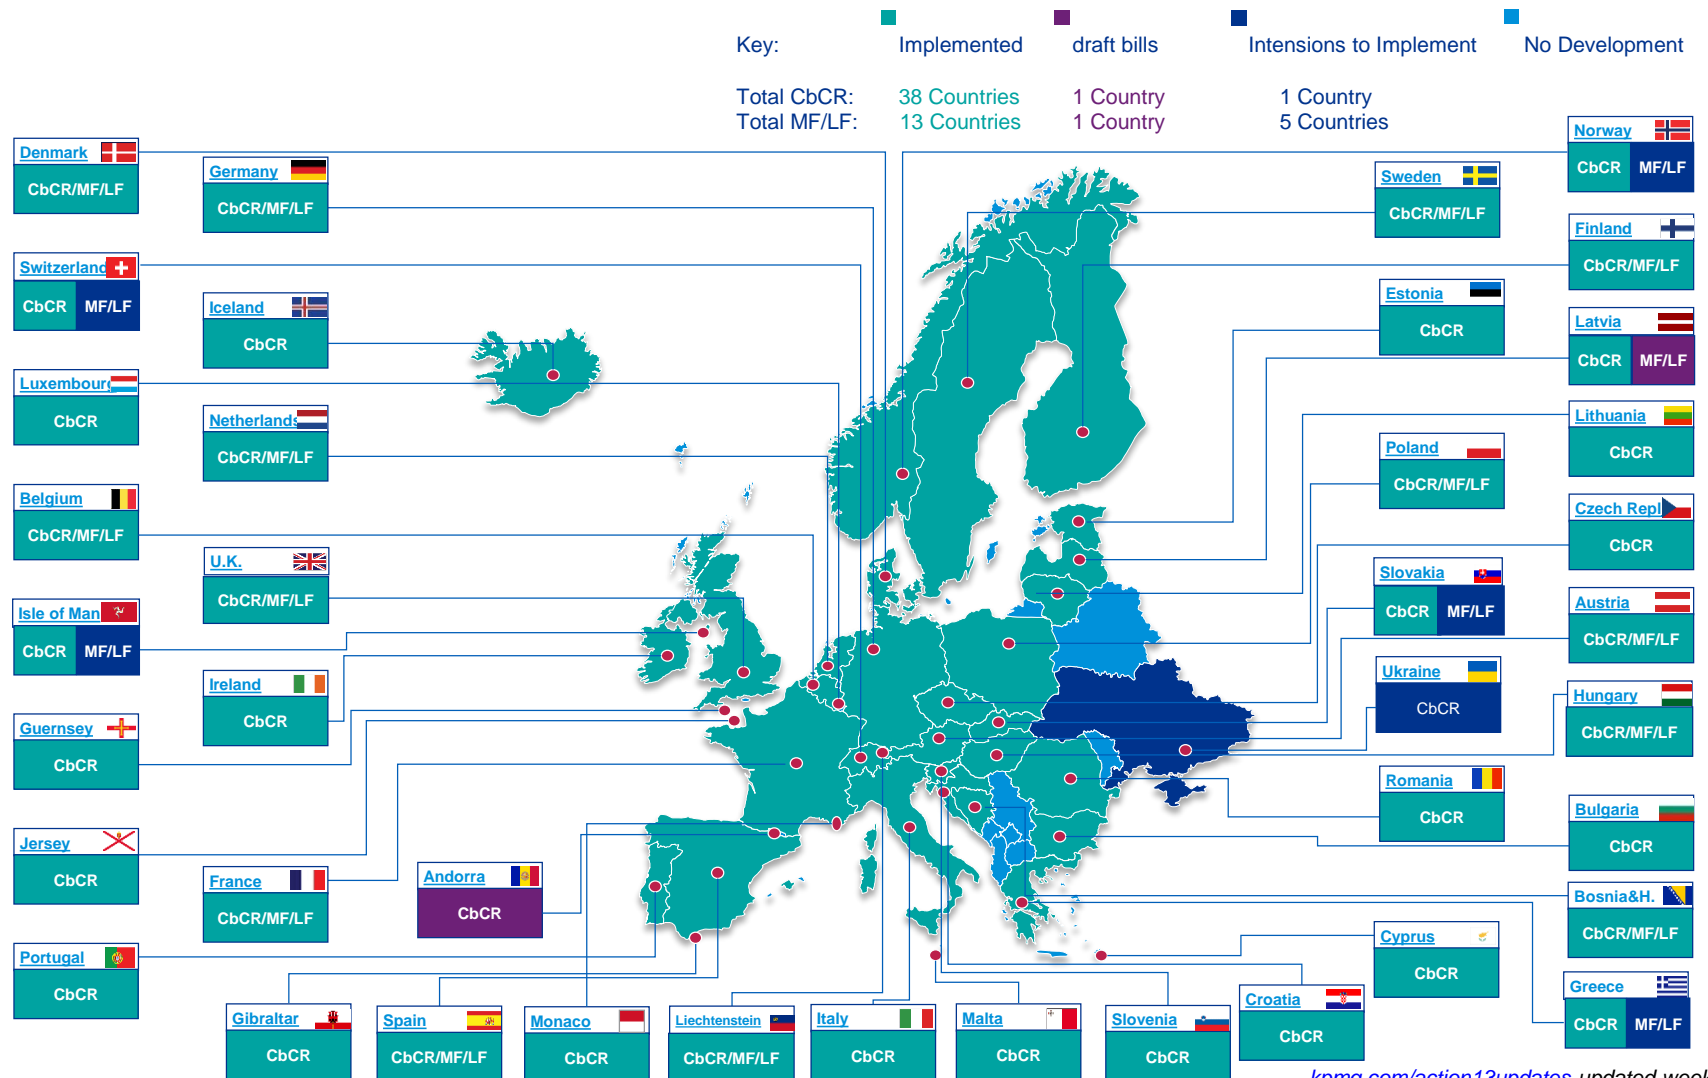 Key: Implemented draft bills Intensions to Implement No Development
Total CbCR: 38 Countries 1 Country 1 Country
Total MF/LF: 13 Countries 1 Country 5 Countries
Denmark
CbCR/MF/LF
Germany
CbCR/MF/LF
Switzerland
CbCR MF/LF
Iceland
CbCR
Luxembourg
CbCR
Netherlands
CbCR/MF/LF
Belgium
CbCR/MF/LF
U.K.
CbCR/MF/LF
Isle of Man
CbCR MF/LF
Ireland
CbCR
Guernsey
CbCR
Jersey
CbCR
France
CbCR/MF/LF
Andorra
CbCR
Portugal
CbCR
Gibraltar
CbCR
Spain
CbCR/MF/LF
Monaco
CbCR
Liechtenstein
CbCR/MF/LF
Italy
CbCR
Malta
CbCR
Slovenia
CbCR
Croatia
CbCR
Norway
CbCR MF/LF
Sweden
CbCR/MF/LF
Finland
CbCR/MF/LF
Estonia
CbCR
Latvia
CbCR MF/LF
Lithuania
CbCR
Poland
CbCR/MF/LF
Czech Repl
CbCR
Slovakia
CbCR MF/LF
Austria
CbCR/MF/LF
Ukraine
CbCR
Hungary
CbCR/MF/LF
Romania
CbCR
Bulgaria
CbCR
Bosnia&H.
CbCR/MF/LF
Cyprus
CbCR
Greece
CbCR MF/LF
kpmg.com/action13updates updated week